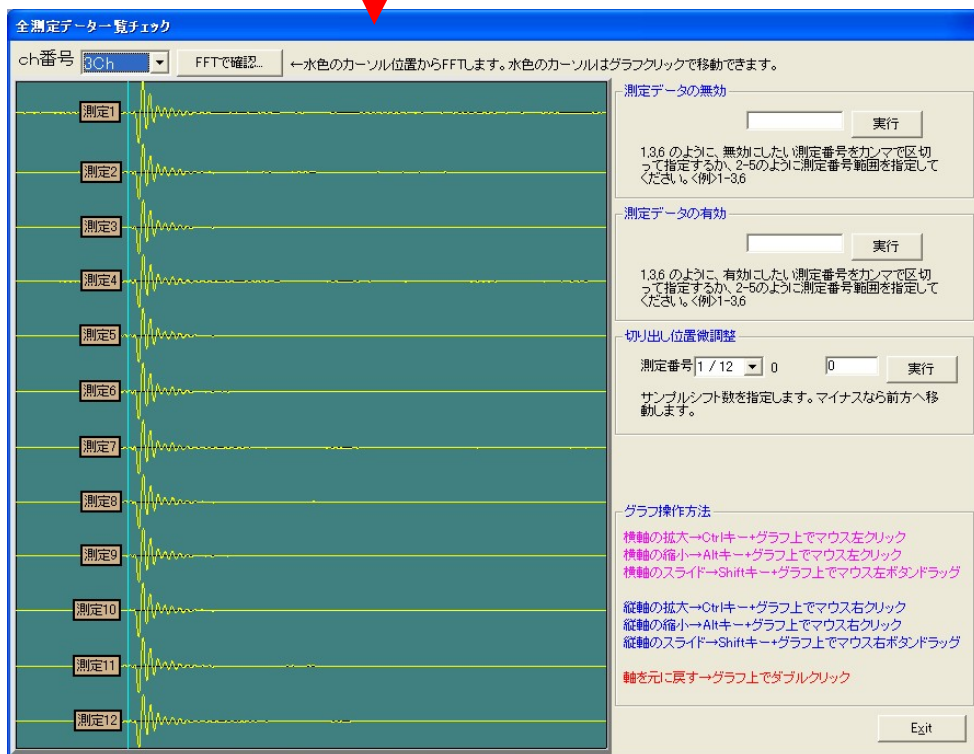 全測定データ一覧チェック
ch番号 3Ch FFTで確認... ←水色のカーソル位置からFFTします。水色のカーソルはグラフクリックで移動できます。
測定1
測定2
測定3
測定4
測定5
測定6
測定7
測定8
測定9
測定10
測定11
測定12
測定データの無効
実行
1,3,6 のように、無効にしたい測定番号をカンマで区切
って指定するか、2-5のように測定番号範囲を指定して
ください。<例>1-3,6
測定データの有効
実行
1,3,6 のように、有効にしたい測定番号をカンマで区切
って指定するか、2-5のように測定番号範囲を指定して
ください。<例>1-3,6
切り出し位置微調整
測定番号 1 / 12 0 0 実行
サンプルシフト数を指定します。マイナスなら前方へ移
動します。
グラフ操作方法
横軸の拡大→Ctrlキー+グラフ上でマウス左クリック
横軸の縮小→Altキー+グラフ上でマウス左クリック
横軸のスライド→Shiftキー+グラフ上でマウス左ボタンドラッグ
縦軸の拡大→Ctrlキー+グラフ上でマウス右クリック
縦軸の縮小→Altキー+グラフ上でマウス右クリック
縦軸のスライド→Shiftキー+グラフ上でマウス右ボタンドラッグ
軸を元に戻す→グラフ上でダブルクリック
Exit